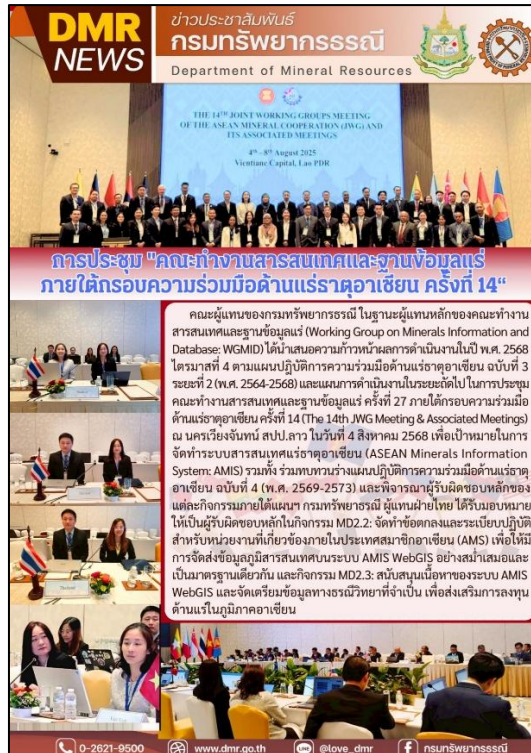 DMR
NEWS
ข่าวประชาสัมพันธ์
กรมทรัพยากรธรณี
Department of Mineral Resources
THE 14TH JOINT WORKING GROUPS MEETING
OF THE ASEAN MINERAL COOPERATION (JWG) AND
ITS ASSOCIATED MEETINGS
4th - 8th August 2025
Vientiane Capital, Lao PDR
การประชุม "คณะทำงานสารสนเทศและฐานข้อมูลแร่
ภายใต้กรอบความร่วมมือด้านแร่ธาตุอาเซียน ครั้งที่ 14“
คณะผู้แทนของกรมทรัพยากรธรณี ในฐานะผู้แทนหลักของคณะทำงาน
สารสนเทศและฐานข้อมูลแร่ (Working Group on Minerals Information and
Database: WGMID) ได้นำเสนอความก้าวหน้าผลการดำเนินงานในปี พ.ศ. 2568
ไตรมาสที่ 4 ตามแผนปฏิบัติการความร่วมมือด้านแร่ธาตุอาเซียน ฉบับที่ 3
ระยะที่ 2 (พ.ศ. 2564-2568) และแผนการดำเนินงานในระยะถัดไป ในการประชุม
คณะทำงานสารสนเทศและฐานข้อมูลแร่ ครั้งที่ 27 ภายใต้กรอบความร่วมมือ
ด้านแร่ธาตุอาเซียน ครั้งที่ 14 (The 14th JWG Meeting & Associated Meetings)
ณ นครเวียงจันทน์ สปป.ลาว ในวันที่ 4 สิงหาคม 2568 เพื่อเป้าหมายในการ
จัดทำระบบสารสนเทศแร่ธาตุอาเซียน (ASEAN Minerals Information
System: AMIS) รวมทั้ง ร่วมทบทวนร่างแผนปฏิบัติการความร่วมมือด้านแร่ธาตุ
อาเซียน ฉบับที่ 4 (พ.ศ. 2569-2573) และพิจารณาผู้รับผิดชอบหลักของ
แต่ละกิจกรรมภายใต้แผนฯ กรมทรัพยากรธรณี ผู้แทนฝ่ายไทย ได้รับมอบหมาย
ให้เป็นผู้รับผิดชอบหลักในกิจกรรม MD2.2: จัดทำข้อตกลงและระเบียบปฏิบัติ
สำหรับหน่วยงานที่เกี่ยวข้องภายในประเทศสมาชิกอาเซียน (AMS) เพื่อให้มี
การจัดส่งข้อมูลภูมิสารสนเทศบนระบบ AMIS WebGIS อย่างสม่ำเสมอและ
เป็นมาตรฐานเดียวกัน และกิจกรรม MD2.3: สนับสนุนเนื้อหาของระบบ AMIS
WebGIS และจัดเตรียมข้อมูลทางธรณีวิทยาที่จำเป็น เพื่อส่งเสริมการลงทุน
ด้านแร่ในภูมิภาคอาเซียน
0-2621-9500
www.dmr.go.th
@love_dmr
กรมทรัพยากรธรณี